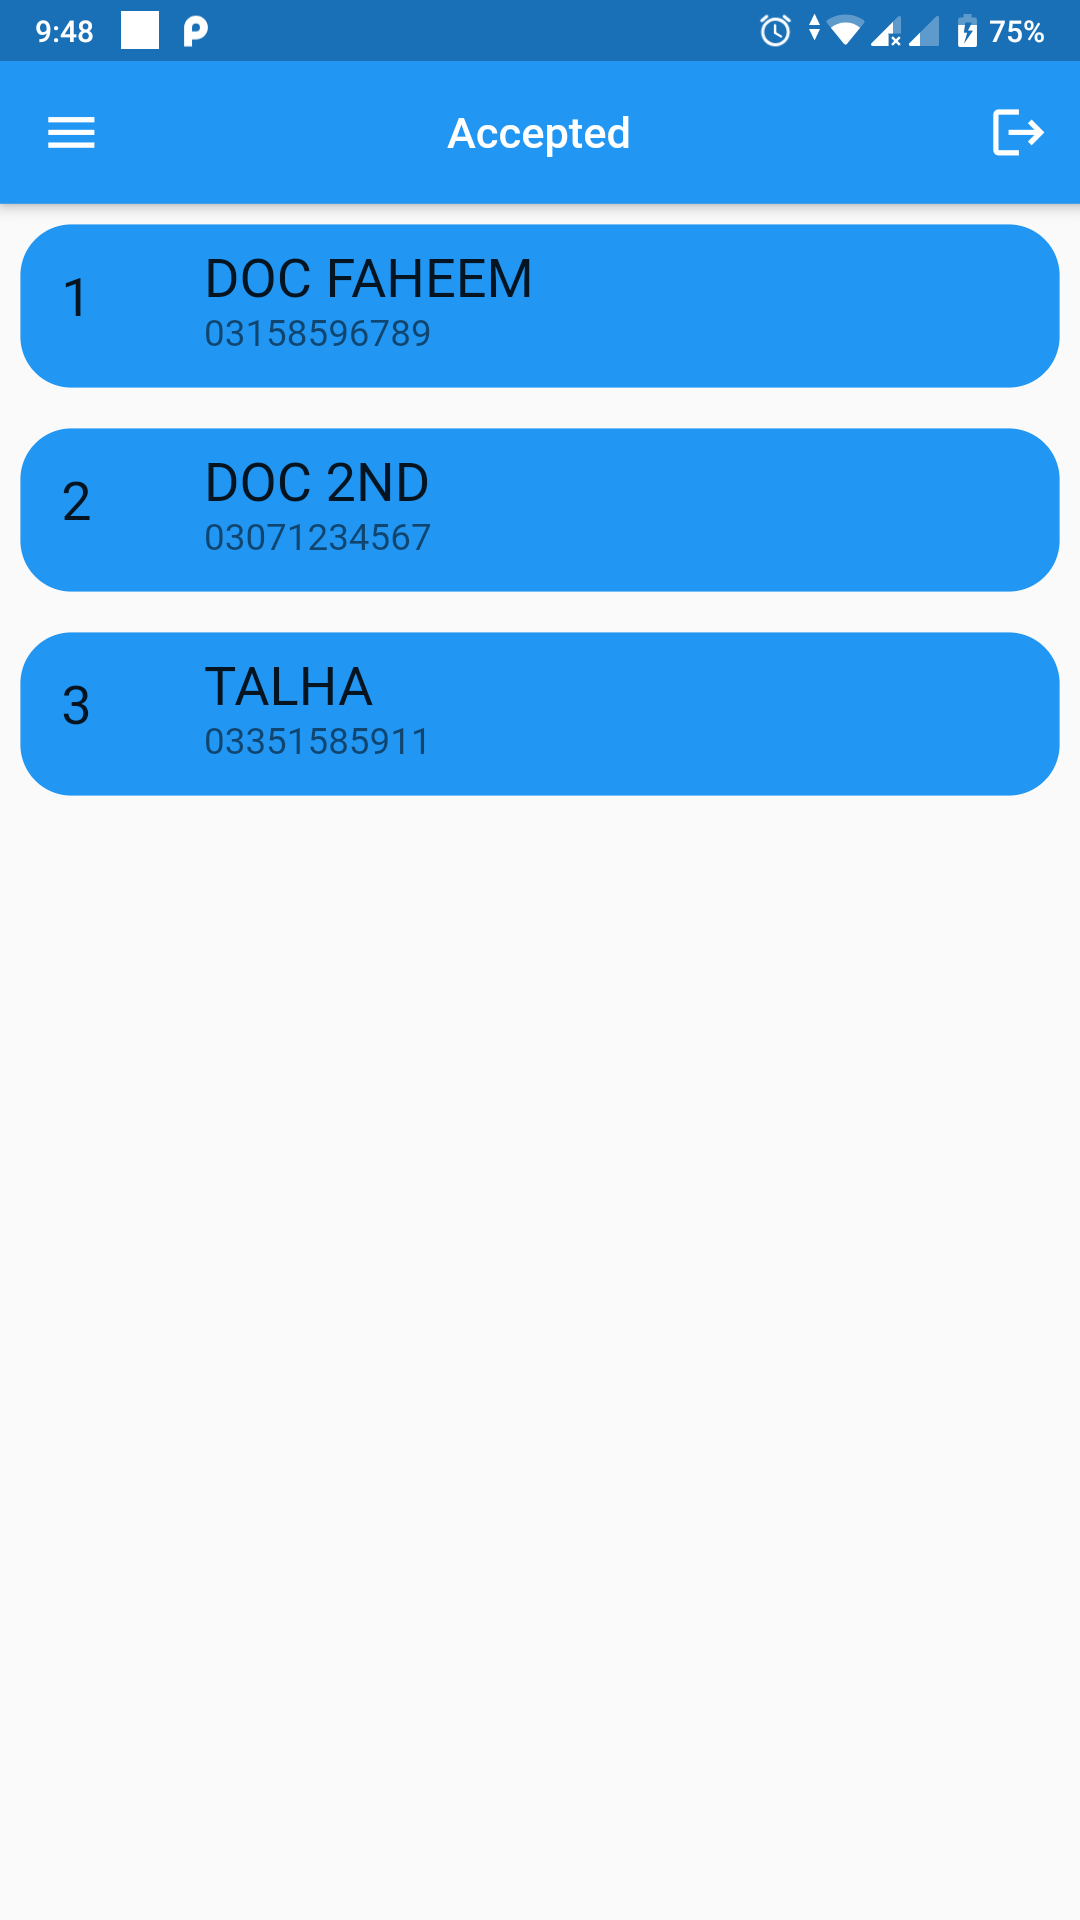 9:48 75%
Accepted
1 DOC FAHEEM
03158596789
2 DOC 2ND
03071234567
3 TALHA
03351585911